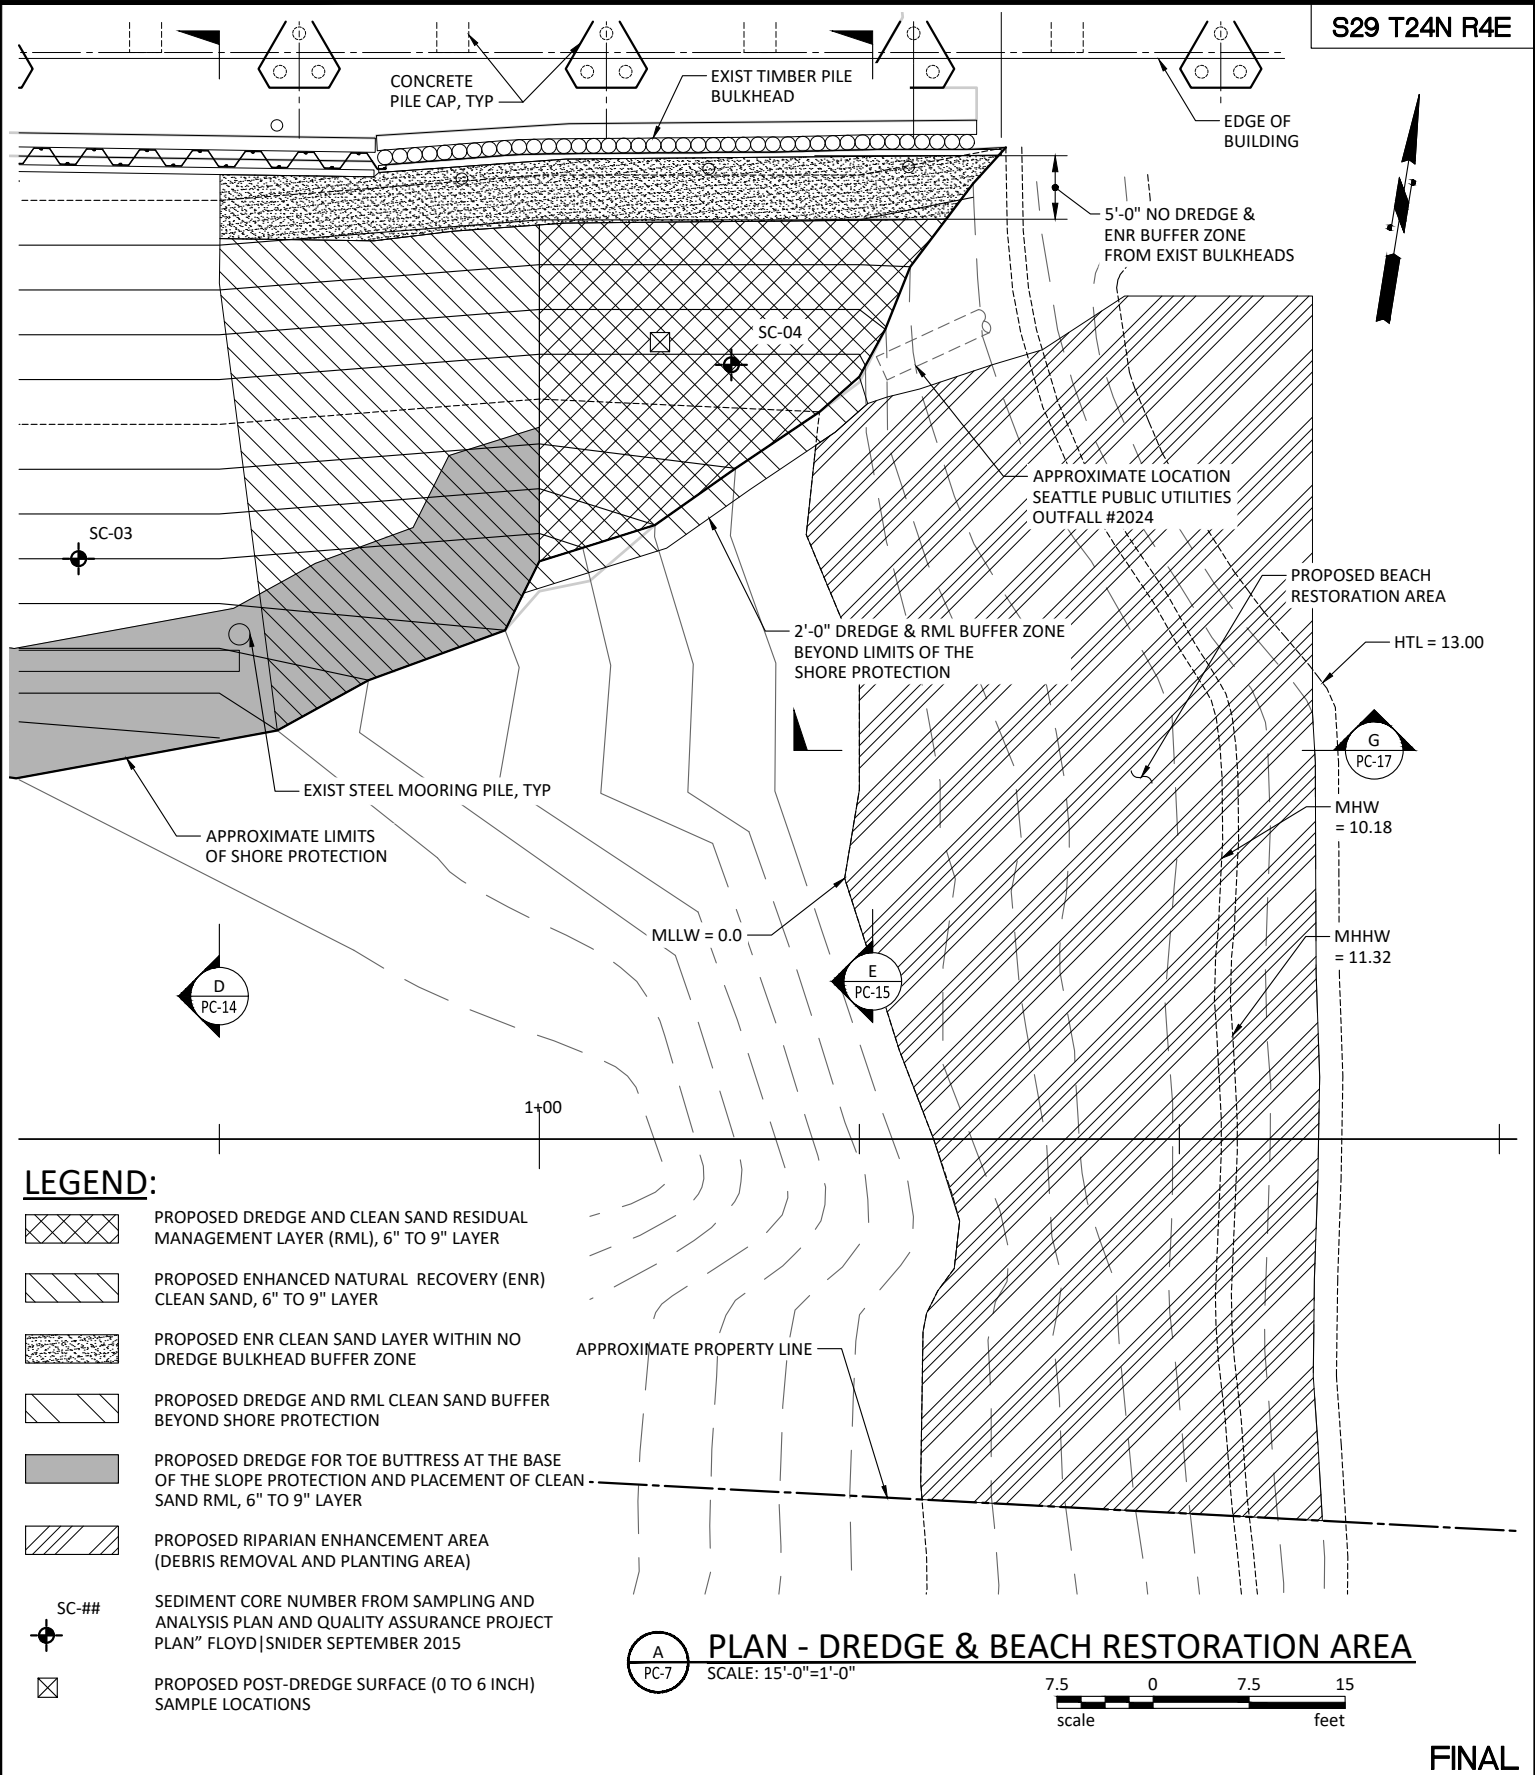 S29 T24N R4E
CONCRETE
PILE CAP, TYP
EXIST TIMBER PILE
BULKHEAD
EDGE OF
BUILDING
5'-0" NO DREDGE &
ENR BUFFER ZONE
FROM EXIST BULKHEADS
SC-04
APPROXIMATE LOCATION
SEATTLE PUBLIC UTILITIES
OUTFALL #2024
SC-03
PROPOSED BEACH
RESTORATION AREA
2'-0" DREDGE & RML BUFFER ZONE
BEYOND LIMITS OF THE
SHORE PROTECTION
HTL = 13.00
G
PC-17
EXIST STEEL MOORING PILE, TYP
MHW
= 10.18
APPROXIMATE LIMITS
OF SHORE PROTECTION
MLLW = 0.0
MHHW
= 11.32
D
PC-14
E
PC-15
1+00
LEGEND:
PROPOSED DREDGE AND CLEAN SAND RESIDUAL
MANAGEMENT LAYER (RML), 6" TO 9" LAYER
PROPOSED ENHANCED NATURAL RECOVERY (ENR)
CLEAN SAND, 6" TO 9" LAYER
PROPOSED ENR CLEAN SAND LAYER WITHIN NO
DREDGE BULKHEAD BUFFER ZONE
APPROXIMATE PROPERTY LINE
PROPOSED DREDGE AND RML CLEAN SAND BUFFER
BEYOND SHORE PROTECTION
PROPOSED DREDGE FOR TOE BUTTRESS AT THE BASE
OF THE SLOPE PROTECTION AND PLACEMENT OF CLEAN
SAND RML, 6" TO 9" LAYER
PROPOSED RIPARIAN ENHANCEMENT AREA
(DEBRIS REMOVAL AND PLANTING AREA)
SC-##
SEDIMENT CORE NUMBER FROM SAMPLING AND
ANALYSIS PLAN AND QUALITY ASSURANCE PROJECT
PLAN” FLOYD|SNIDER SEPTEMBER 2015
PROPOSED POST-DREDGE SURFACE (0 TO 6 INCH)
SAMPLE LOCATIONS
A
PC-7
PLAN - DREDGE & BEACH RESTORATION AREA
SCALE: 15'-0"=1'-0"
7.5 0 7.5 15
scale feet
FINAL